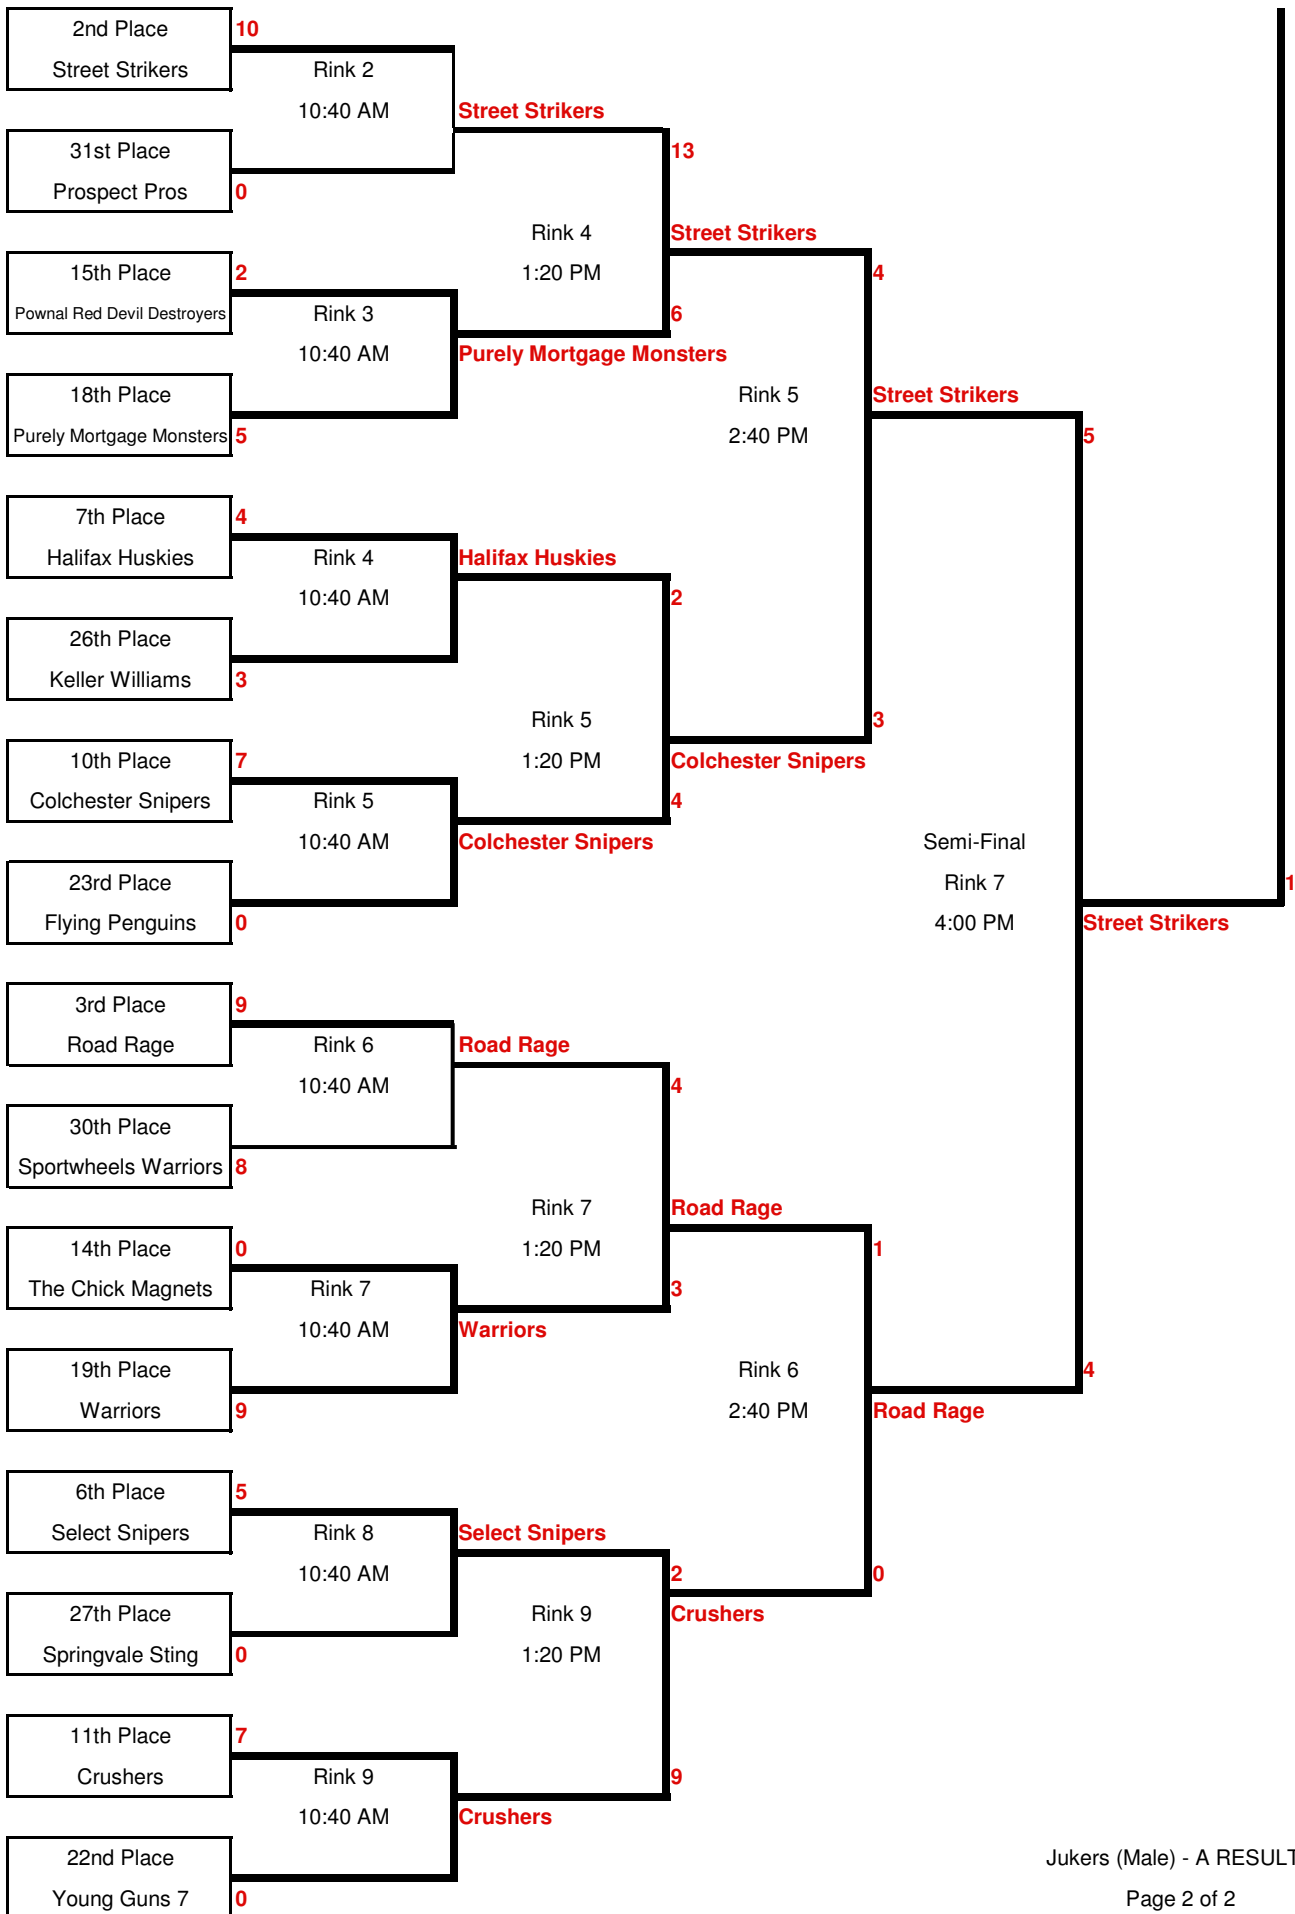 2nd Place
10
Street Strikers
Rink 2
10:40 AM
Street Strikers
31st Place
13
Prospect Pros
0
Rink 4
Street Strikers
15th Place
2
1:20 PM
4
Pownal Red Devil Destroyers
Rink 3
6
10:40 AM
Purely Mortgage Monsters
18th Place
Rink 5
Street Strikers
Purely Mortgage Monsters
5
2:40 PM
5
7th Place
4
Halifax Huskies
Rink 4
Halifax Huskies
10:40 AM
2
26th Place
Keller Williams
3
Rink 5
3
10th Place
7
1:20 PM
Colchester Snipers
Colchester Snipers
Rink 5
4
10:40 AM
Colchester Snipers
Semi-Final
23rd Place
Rink 7
1
Flying Penguins
0
4:00 PM
Street Strikers
3rd Place
9
Road Rage
Rink 6
Road Rage
10:40 AM
4
30th Place
Sportwheels Warriors
8
Rink 7
Road Rage
14th Place
0
1:20 PM
1
The Chick Magnets
Rink 7
3
10:40 AM
Warriors
19th Place
Rink 6
4
Warriors
9
2:40 PM
Road Rage
6th Place
5
Select Snipers
Rink 8
Select Snipers
10:40 AM
2
0
27th Place
Rink 9
Crushers
Springvale Sting
0
1:20 PM
11th Place
7
Crushers
Rink 9
9
10:40 AM
Crushers
22nd Place
Jukers (Male) - A RESULT
Young Guns 7
0
Page 2 of 2